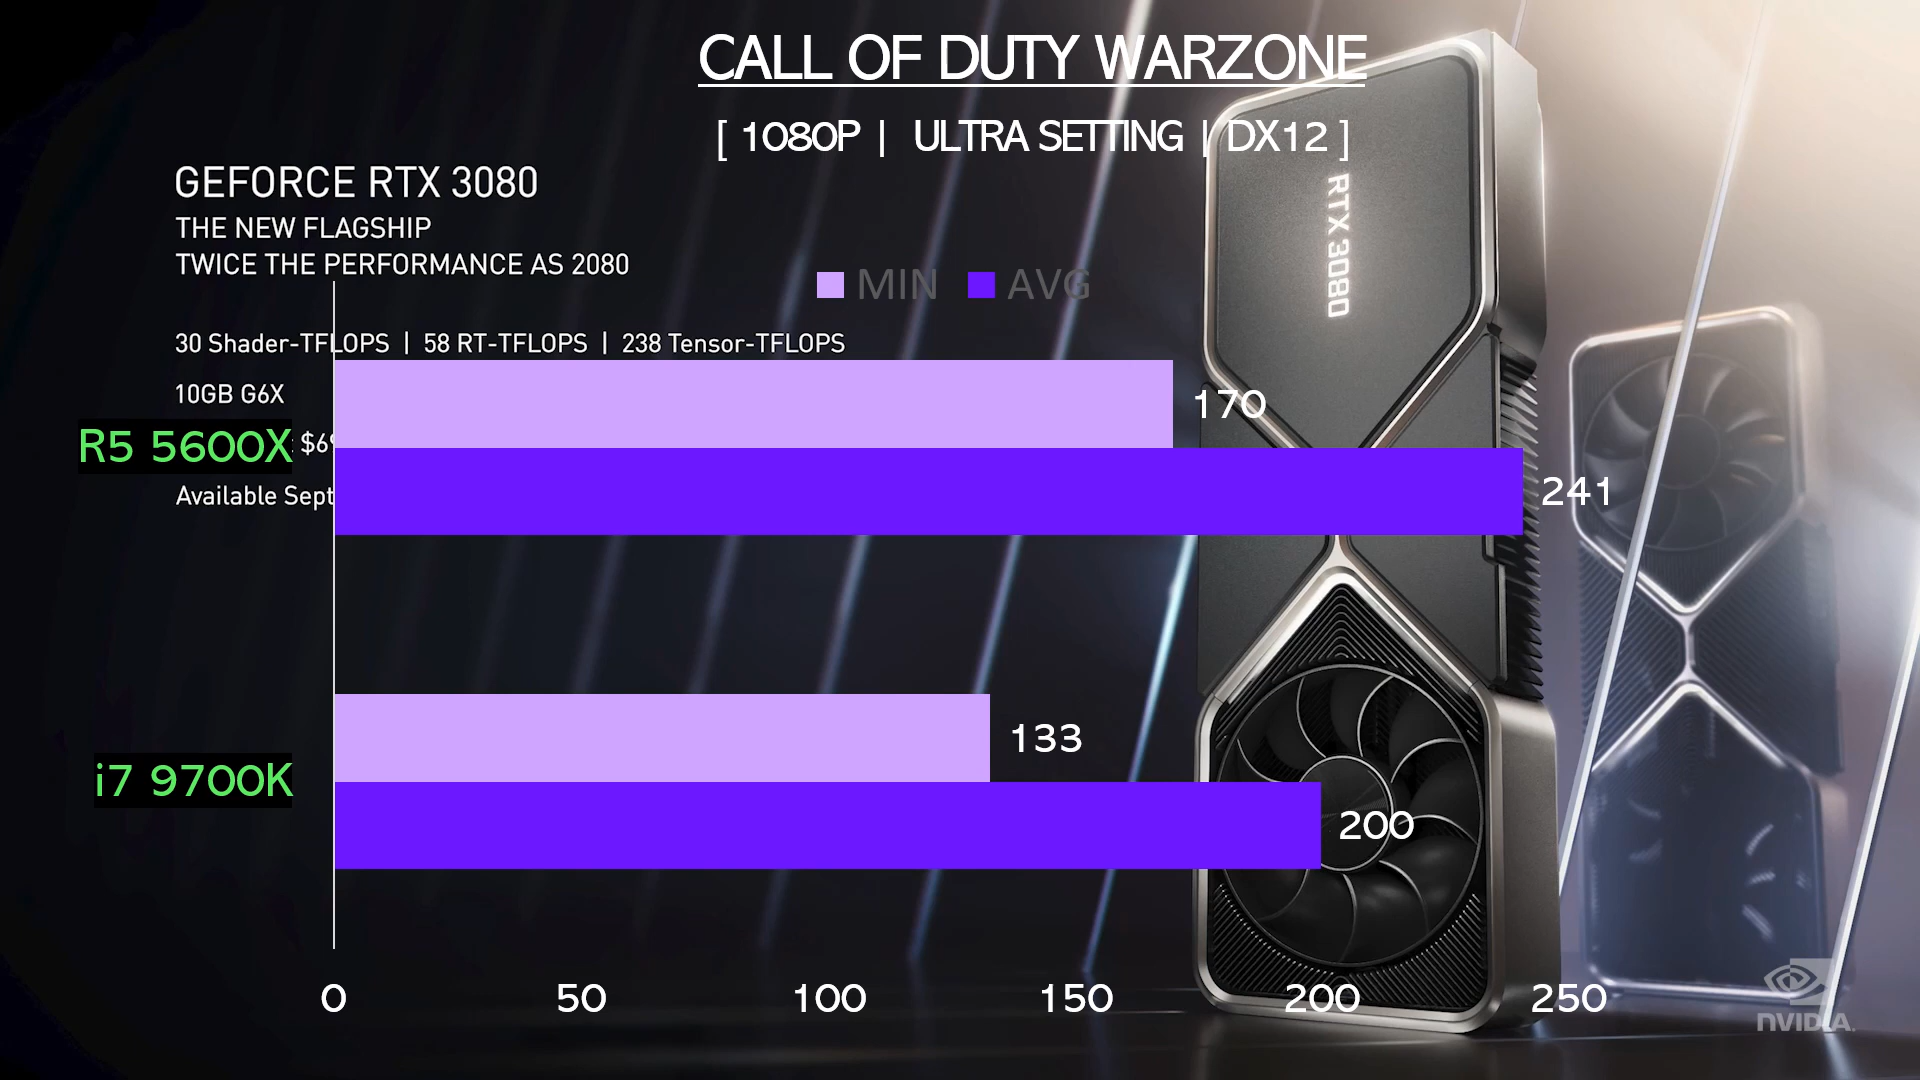 CALL OF DUTY WARZONE
[ 1080P | ULTRA SETTING | DX12 ]
GEFORCE RTX 3080
THE NEW FLAGSHIP
TWICE THE PERFORMANCE AS 2080
RTX 3080
MIN AVG
30 Shader-TFLOPS | 58 RT-TFLOPS | 238 Tensor-TFLOPS
10GB G6X
170
R5 5600X
241
Available Sept
133
i7 9700K
200
0 50 100 150 200 250
NVIDIA.